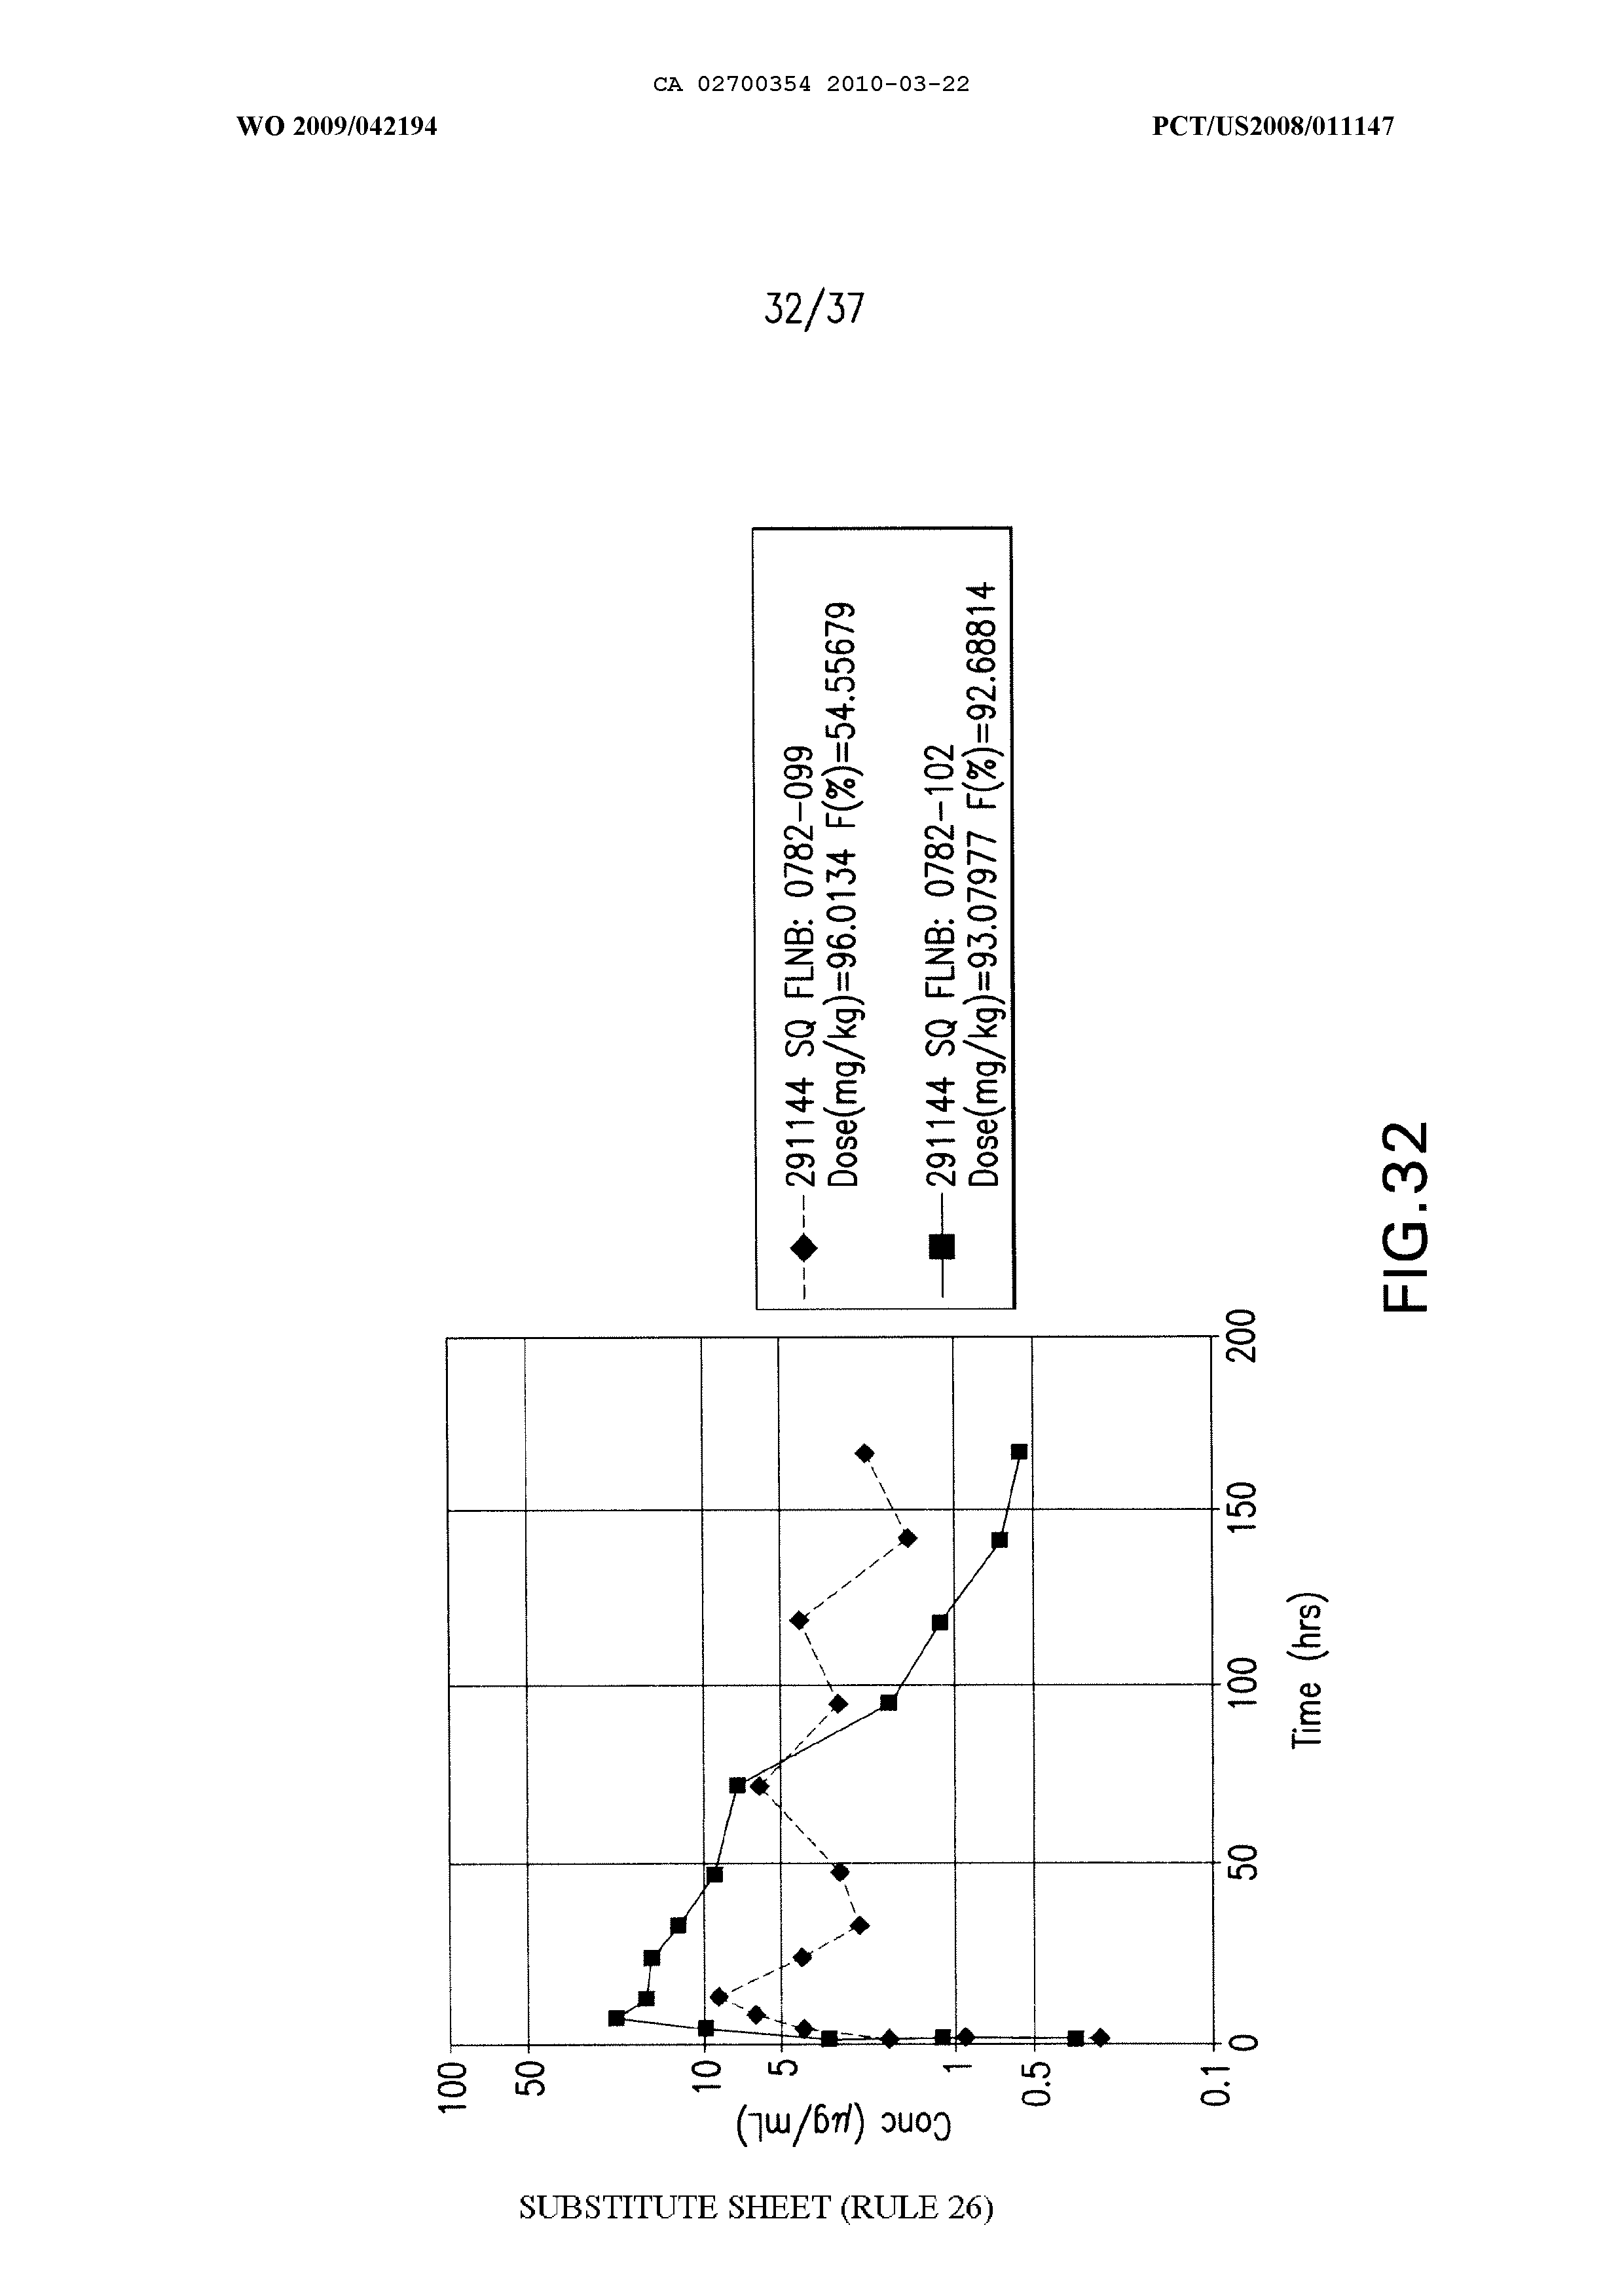 CA 02700354 2010-03-22
WO 2009/042194
PCT/US2008/011147
32/37
100
50
10
5
1
0.5
0.1
Conc (µg/mL)
0
50
100
150
200
Time (hrs)
291144 SQ FLNB: 0782-099
Dose(mg/kg)=96.0134 F(%)=54.55679
291144 SQ FLNB: 0782-102
Dose(mg/kg)=93.07977 F(%)=92.68814
FIG.32
SUBSTITUTE SHEET (RULE 26)